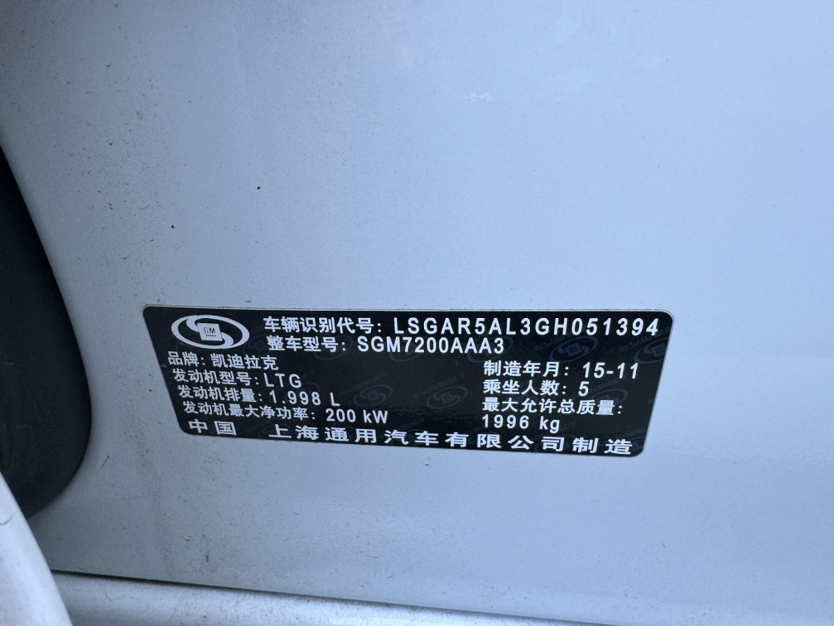 GM
车辆识别代号: LSGAR5AL3GH051394
整车型号: SGM7200AAA3
品牌: 凯迪拉克
发动机型号: LTG
发动机排量: 1.998 L
发动机最大净功率: 200 kW
制造年月: 15-11
乘坐人数: 5
最大允许总质量:
1996 kg
中国 上海通用汽车有限公司制造